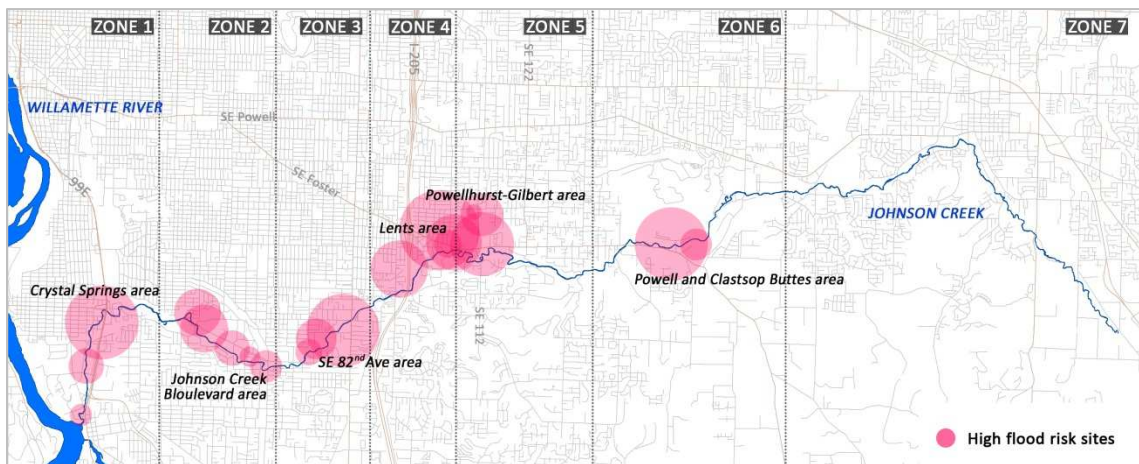 ZONE 1
ZONE 2
ZONE 3
ZONE 4
ZONE 5
ZONE 6
ZONE 7
I-205
SE 122
WILLAMETTE RIVER
SE Powell
99E
SE Foster
Powellhurst-Gilbert area
Lents area
JOHNSON CREEK
Powell and Clastsop Buttes area
Crystal Springs area
SE 112
SE 82nd Ave area
Johnson Creek
Bloulevard area
High flood risk sites